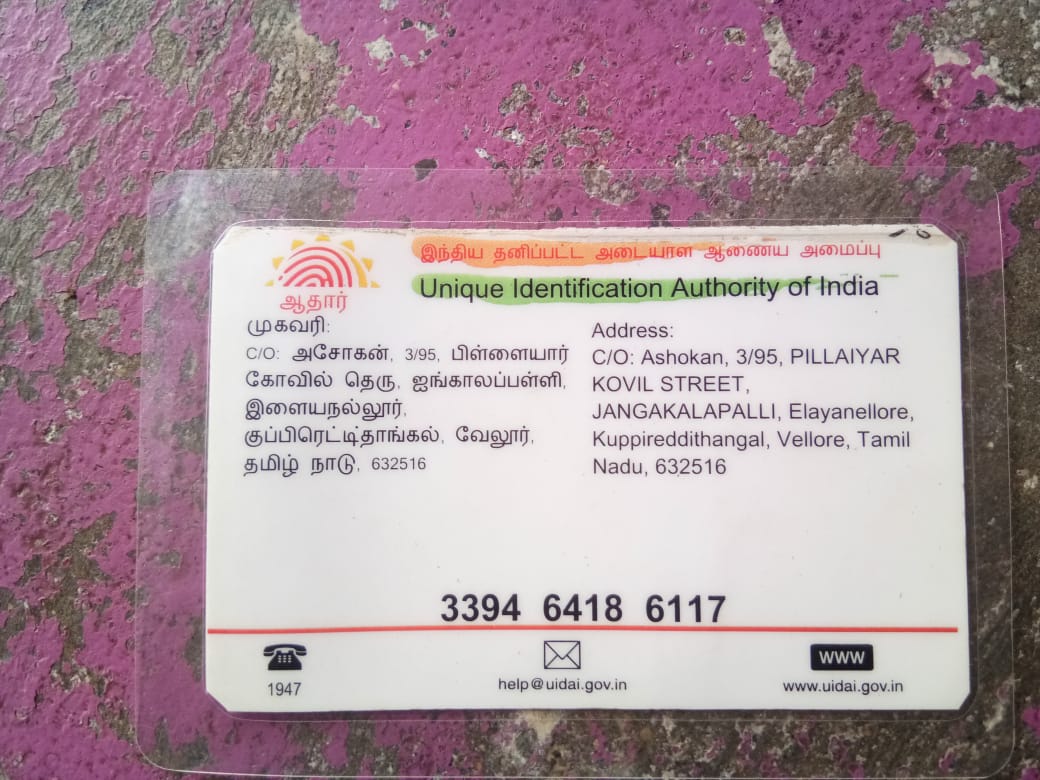 இந்திய தனிப்பட்ட அடையாள ஆணைய அமைப்பு
Unique Identification Authority of India
ஆதார்
முகவரி:
C/O: அசோகன், 3/95, பிள்ளையார்
கோவில் தெரு, ஐங்காலப்பள்ளி,
இளையநல்லூர்,
குப்பிரெட்டிதாங்கல், வேலூர்,
தமிழ் நாடு, 632516
Address:
C/O: Ashokan, 3/95, PILLAIYAR
KOVIL STREET,
JANGAKALAPALLI, Elayanellore,
Kuppireddithangal, Vellore, Tamil
Nadu, 632516
3394 6418 6117
1947
help@uidai.gov.in
WWW
www.uidai.gov.in